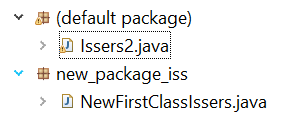 (default package)
Issers2.java
new_package_iss
NewFirstClassIssers.java